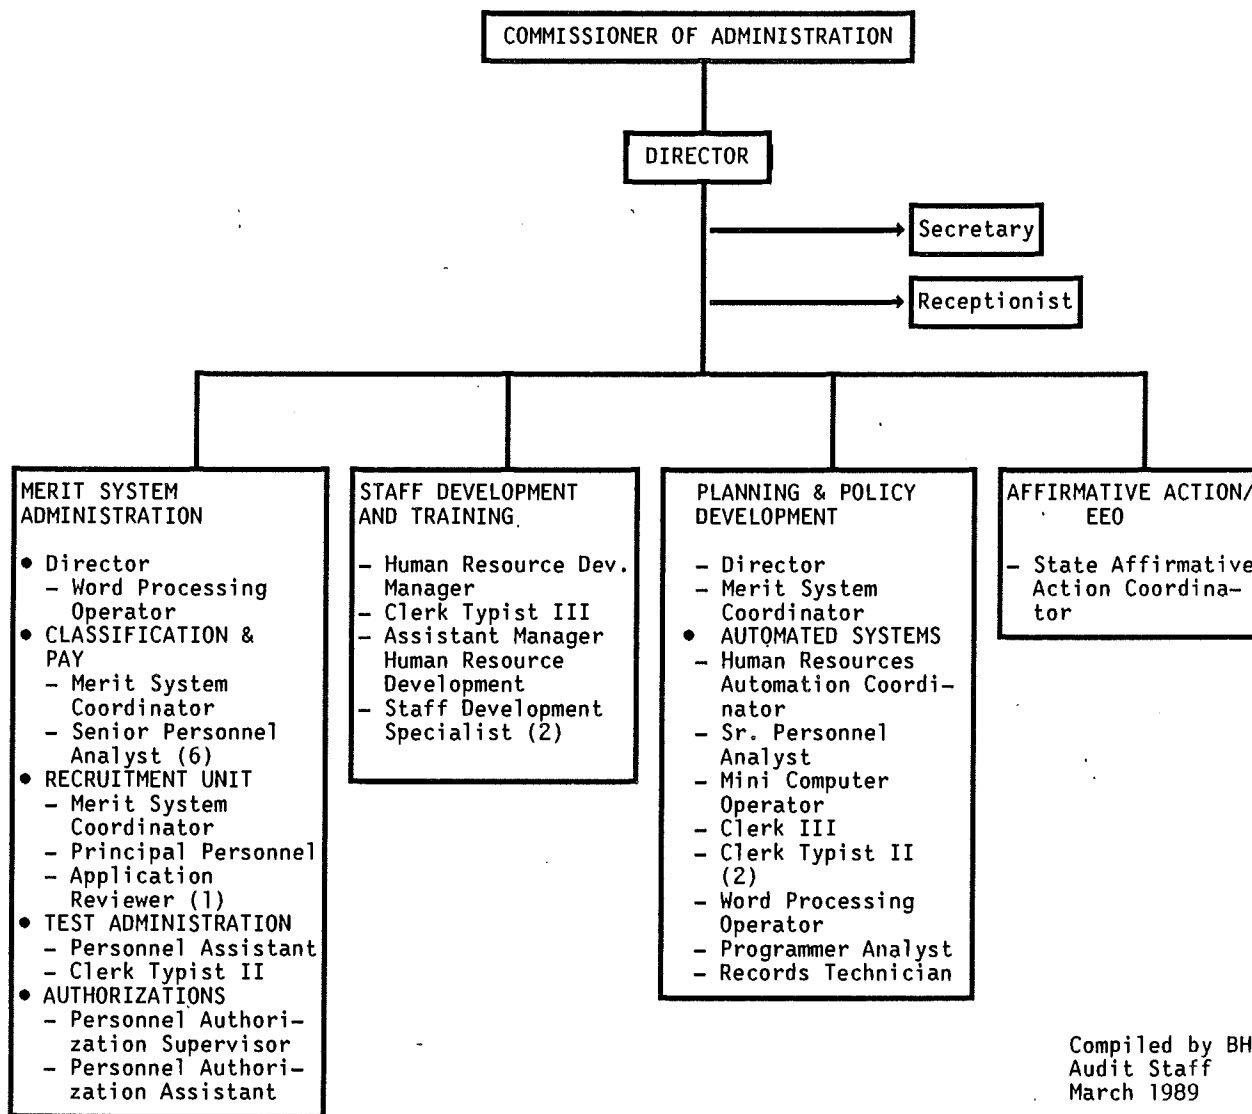 COMMISSIONER OF ADMINISTRATION
DIRECTOR
Secretary
Receptionist
MERIT SYSTEM
ADMINISTRATION
• Director
– Word Processing
Operator
• CLASSIFICATION &
PAY
– Merit System
Coordinator
– Senior Personnel
Analyst (6)
• RECRUITMENT UNIT
– Merit System
Coordinator
– Principal Personnel
– Application
Reviewer (1)
• TEST ADMINISTRATION
– Personnel Assistant
– Clerk Typist II
• AUTHORIZATIONS
– Personnel Authori-
zation Supervisor
– Personnel Authori-
zation Assistant
STAFF DEVELOPMENT
AND TRAINING
– Human Resource Dev.
Manager
– Clerk Typist III
– Assistant Manager
Human Resource
Development
– Staff Development
Specialist (2)
PLANNING & POLICY
DEVELOPMENT
– Director
– Merit System
Coordinator
• AUTOMATED SYSTEMS
– Human Resources
Automation Coordi-
nator
– Sr. Personnel
Analyst
– Mini Computer
Operator
– Clerk III
– Clerk Typist II
(2)
– Word Processing
Operator
– Programmer Analyst
– Records Technician
AFFIRMATIVE ACTION/
EEO
– State Affirmative
Action Coordina-
tor
Compiled by BH
Audit Staff
March 1989